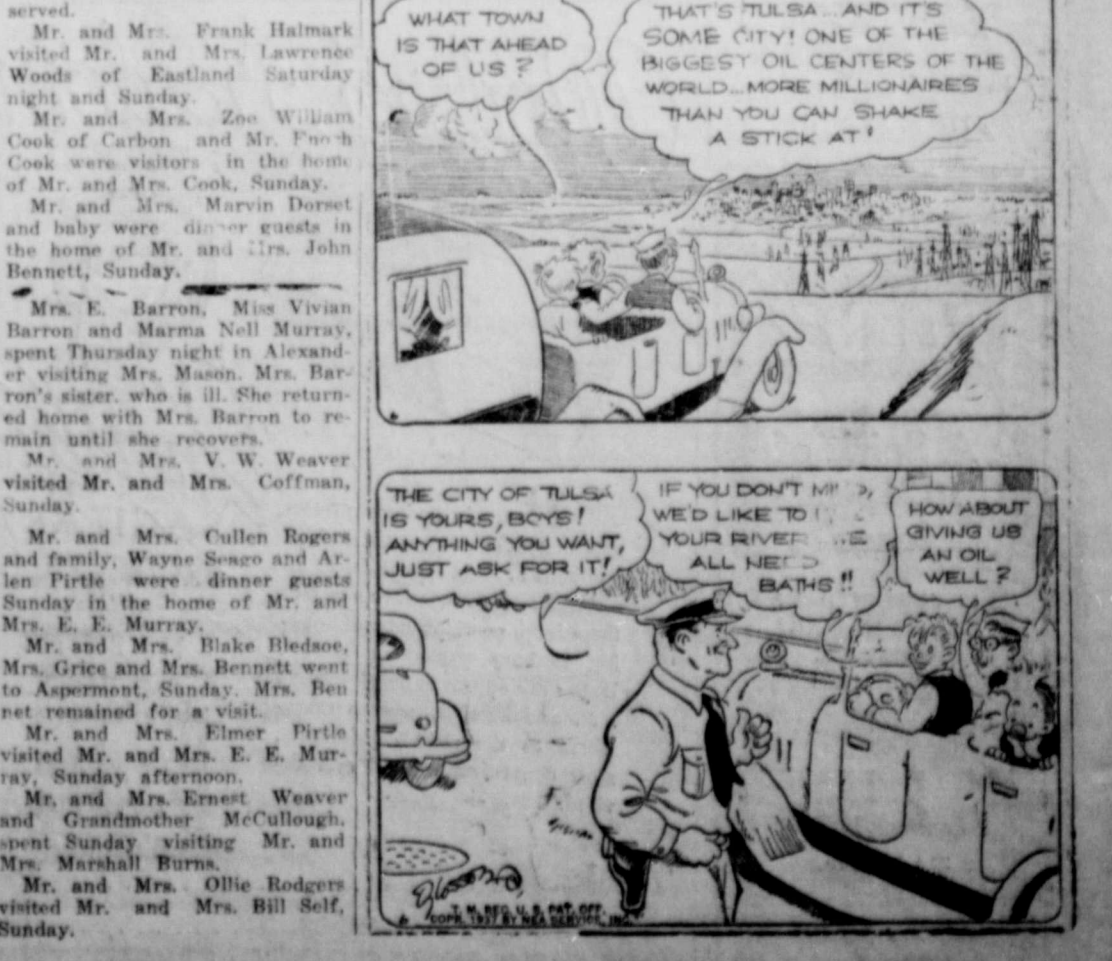 served.
Mr. and Mrs. Frank Halmark
visited Mr. and Mrs. Lawrence
Woods of Eastland Saturday
night and Sunday.
Mr. and Mrs. Zoe William
Cook of Carbon and Mr.
Cook were visitors in the home
of Mr. and Mrs. Cook, Sunday.
Mr. and Mrs. Marvin Dorset
and baby were dinner guests in
the home of Mr. and Mrs. John
Bennett, Sunday.
Mrs. E. Barron, Miss Vivian
Barron and Marma Nell Murray,
spent Thursday night in Alexand-
er visiting Mrs. Mason. Mrs. Bar-
ron's sister. who is ill. She return-
ed home with Mrs. Barron to re-
main until she recovers.
Mr. and Mrs. V. W. Weaver
visited Mr. and Mrs. Coffman,
Sunday.
Mr. and Mrs. Cullen Rogers
and family, Wayne Seago and Ar-
len Pirtle were dinner guests
Sunday in the home of Mr. and
Mrs. E. E. Murray.
Mr. and Mrs. Blake Bledsoe,
Mrs. Grice and Mrs. Bennett went
to Aspermont, Sunday. Mrs. Ben
net remained for a visit.
Mr. and Mrs. Elmer Pirtle
visited Mr. and Mrs. E. E. Mur-
ray, Sunday afternoon.
Mr. and Mrs. Ernest Weaver
and Grandmother McCullough,
spent Sunday visiting Mr. and
Mrs. Marshall Burns.
Mr. and Mrs. Ollie Rodgers
visited Mr. and Mrs. Bill Self,
Sunday.
WHAT TOWN
IS THAT AHEAD
OF US?
THAT'S TULSA... AND IT'S
SOME CITY! ONE OF THE
BIGGEST OIL CENTERS OF THE
WORLD... MORE MILLIONAIRES
THAN YOU CAN SHAKE
A STICK AT!
THE CITY OF TULSA
IS YOURS, BOYS!
ANYTHING YOU WANT,
JUST ASK FOR IT!
IF YOU DON'T MIND,
WE'D LIKE TO
YOUR RIVER
ALL NEED
BATHS!!
HOW ABOUT
GIVING US
AN OIL
WELL?
Blosser
T. M. REG. U. S. PAT. OFF.
COPR. 1937 BY NEA SERVICE, INC.
6